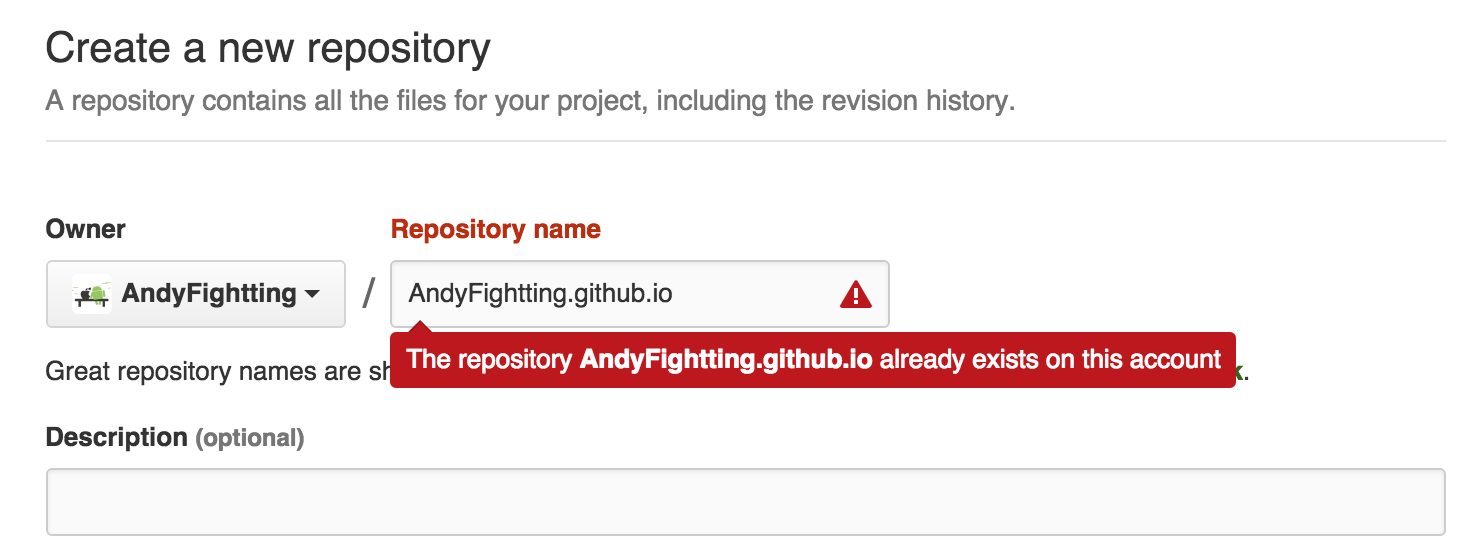 Create a new repository
A repository contains all the files for your project, including the revision history.
Owner
Repository name
AndyFightting / AndyFightting.github.io
The repository AndyFightting.github.io already exists on this account
Great repository names are
Description (optional)